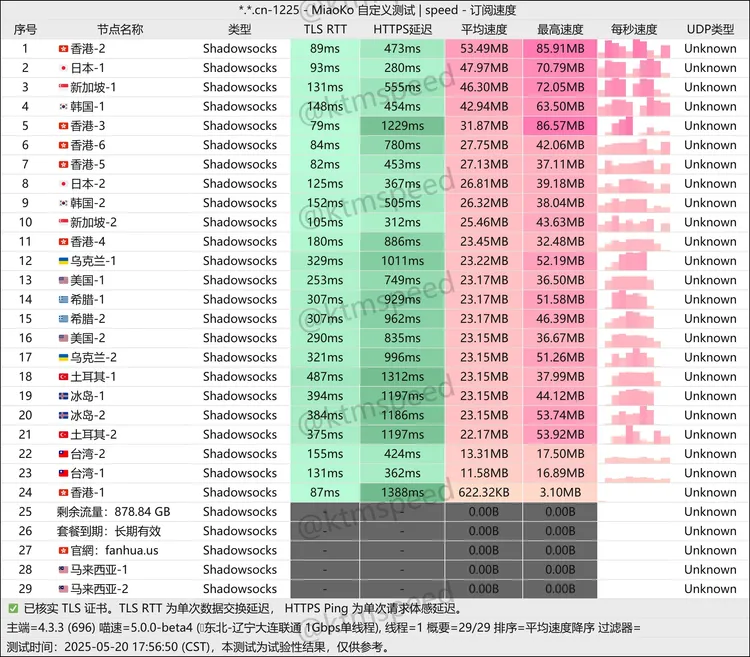 *.*.cn-1225 - MiaoKo 自定义测试 | speed - 订阅速度
序号 节点名称 类型 TLS RTT HTTPS延迟 平均速度 最高速度 每秒速度 UDP类型
1 香港-2 Shadowsocks 89ms 473ms 53.49MB 85.91MB Unknown
2 日本-1 Shadowsocks 93ms 280ms 47.97MB 70.79MB Unknown
3 新加坡-1 Shadowsocks 131ms 555ms 46.30MB 72.05MB Unknown
4 韩国-1 Shadowsocks 148ms 454ms 42.94MB 63.50MB Unknown
5 香港-3 Shadowsocks 79ms 1229ms 31.87MB 86.57MB Unknown
6 香港-6 Shadowsocks 84ms 780ms 27.75MB 42.06MB Unknown
7 香港-5 Shadowsocks 82ms 453ms 27.13MB 37.11MB Unknown
8 日本-2 Shadowsocks 125ms 367ms 26.81MB 39.18MB Unknown
9 韩国-2 Shadowsocks 152ms 505ms 26.32MB 38.04MB Unknown
10 新加坡-2 Shadowsocks 105ms 312ms 25.46MB 43.63MB Unknown
11 香港-4 Shadowsocks 180ms 886ms 23.45MB 32.48MB Unknown
12 乌克兰-1 Shadowsocks 329ms 1011ms 23.22MB 52.19MB Unknown
13 美国-1 Shadowsocks 253ms 749ms 23.17MB 36.50MB Unknown
14 希腊-1 Shadowsocks 307ms 929ms 23.17MB 51.58MB Unknown
15 希腊-2 Shadowsocks 307ms 962ms 23.17MB 46.39MB Unknown
16 美国-2 Shadowsocks 290ms 835ms 23.15MB 36.67MB Unknown
17 乌克兰-2 Shadowsocks 321ms 996ms 23.15MB 51.26MB Unknown
18 土耳其-1 Shadowsocks 487ms 1312ms 23.15MB 37.99MB Unknown
19 冰岛-1 Shadowsocks 394ms 1197ms 23.15MB 44.12MB Unknown
20 冰岛-2 Shadowsocks 384ms 1186ms 23.15MB 53.74MB Unknown
21 土耳其-2 Shadowsocks 375ms 1197ms 22.17MB 53.92MB Unknown
22 台湾-2 Shadowsocks 155ms 424ms 13.31MB 17.50MB Unknown
23 台湾-1 Shadowsocks 131ms 362ms 11.58MB 16.89MB Unknown
24 香港-1 Shadowsocks 87ms 1388ms 622.32KB 3.10MB Unknown
25 剩余流量：878.84 GB Shadowsocks - - 0.00B 0.00B Unknown
26 套餐到期：长期有效 Shadowsocks - - 0.00B 0.00B Unknown
27 官網：fanhua.us Shadowsocks - - 0.00B 0.00B Unknown
28 马来西亚-1 Shadowsocks - - 0.00B 0.00B Unknown
29 马来西亚-2 Shadowsocks - - 0.00B 0.00B Unknown
@ktmspeed
@ktmspeed
@ktmspeed
@ktmspeed
@ktmspeed
已核实 TLS 证书。TLS RTT 为单次数据交换延迟， HTTPS Ping 为单次请求体感延迟。
主端=4.3.3 (696) 喵速=5.0.0-beta4 (东北-辽宁大连联通 1Gbps单线程), 线程=1 概要=29/29 排序=平均速度降序 过滤器=
测试时间：2025-05-20 17:56:50 (CST)，本测试为试验性结果，仅供参考。